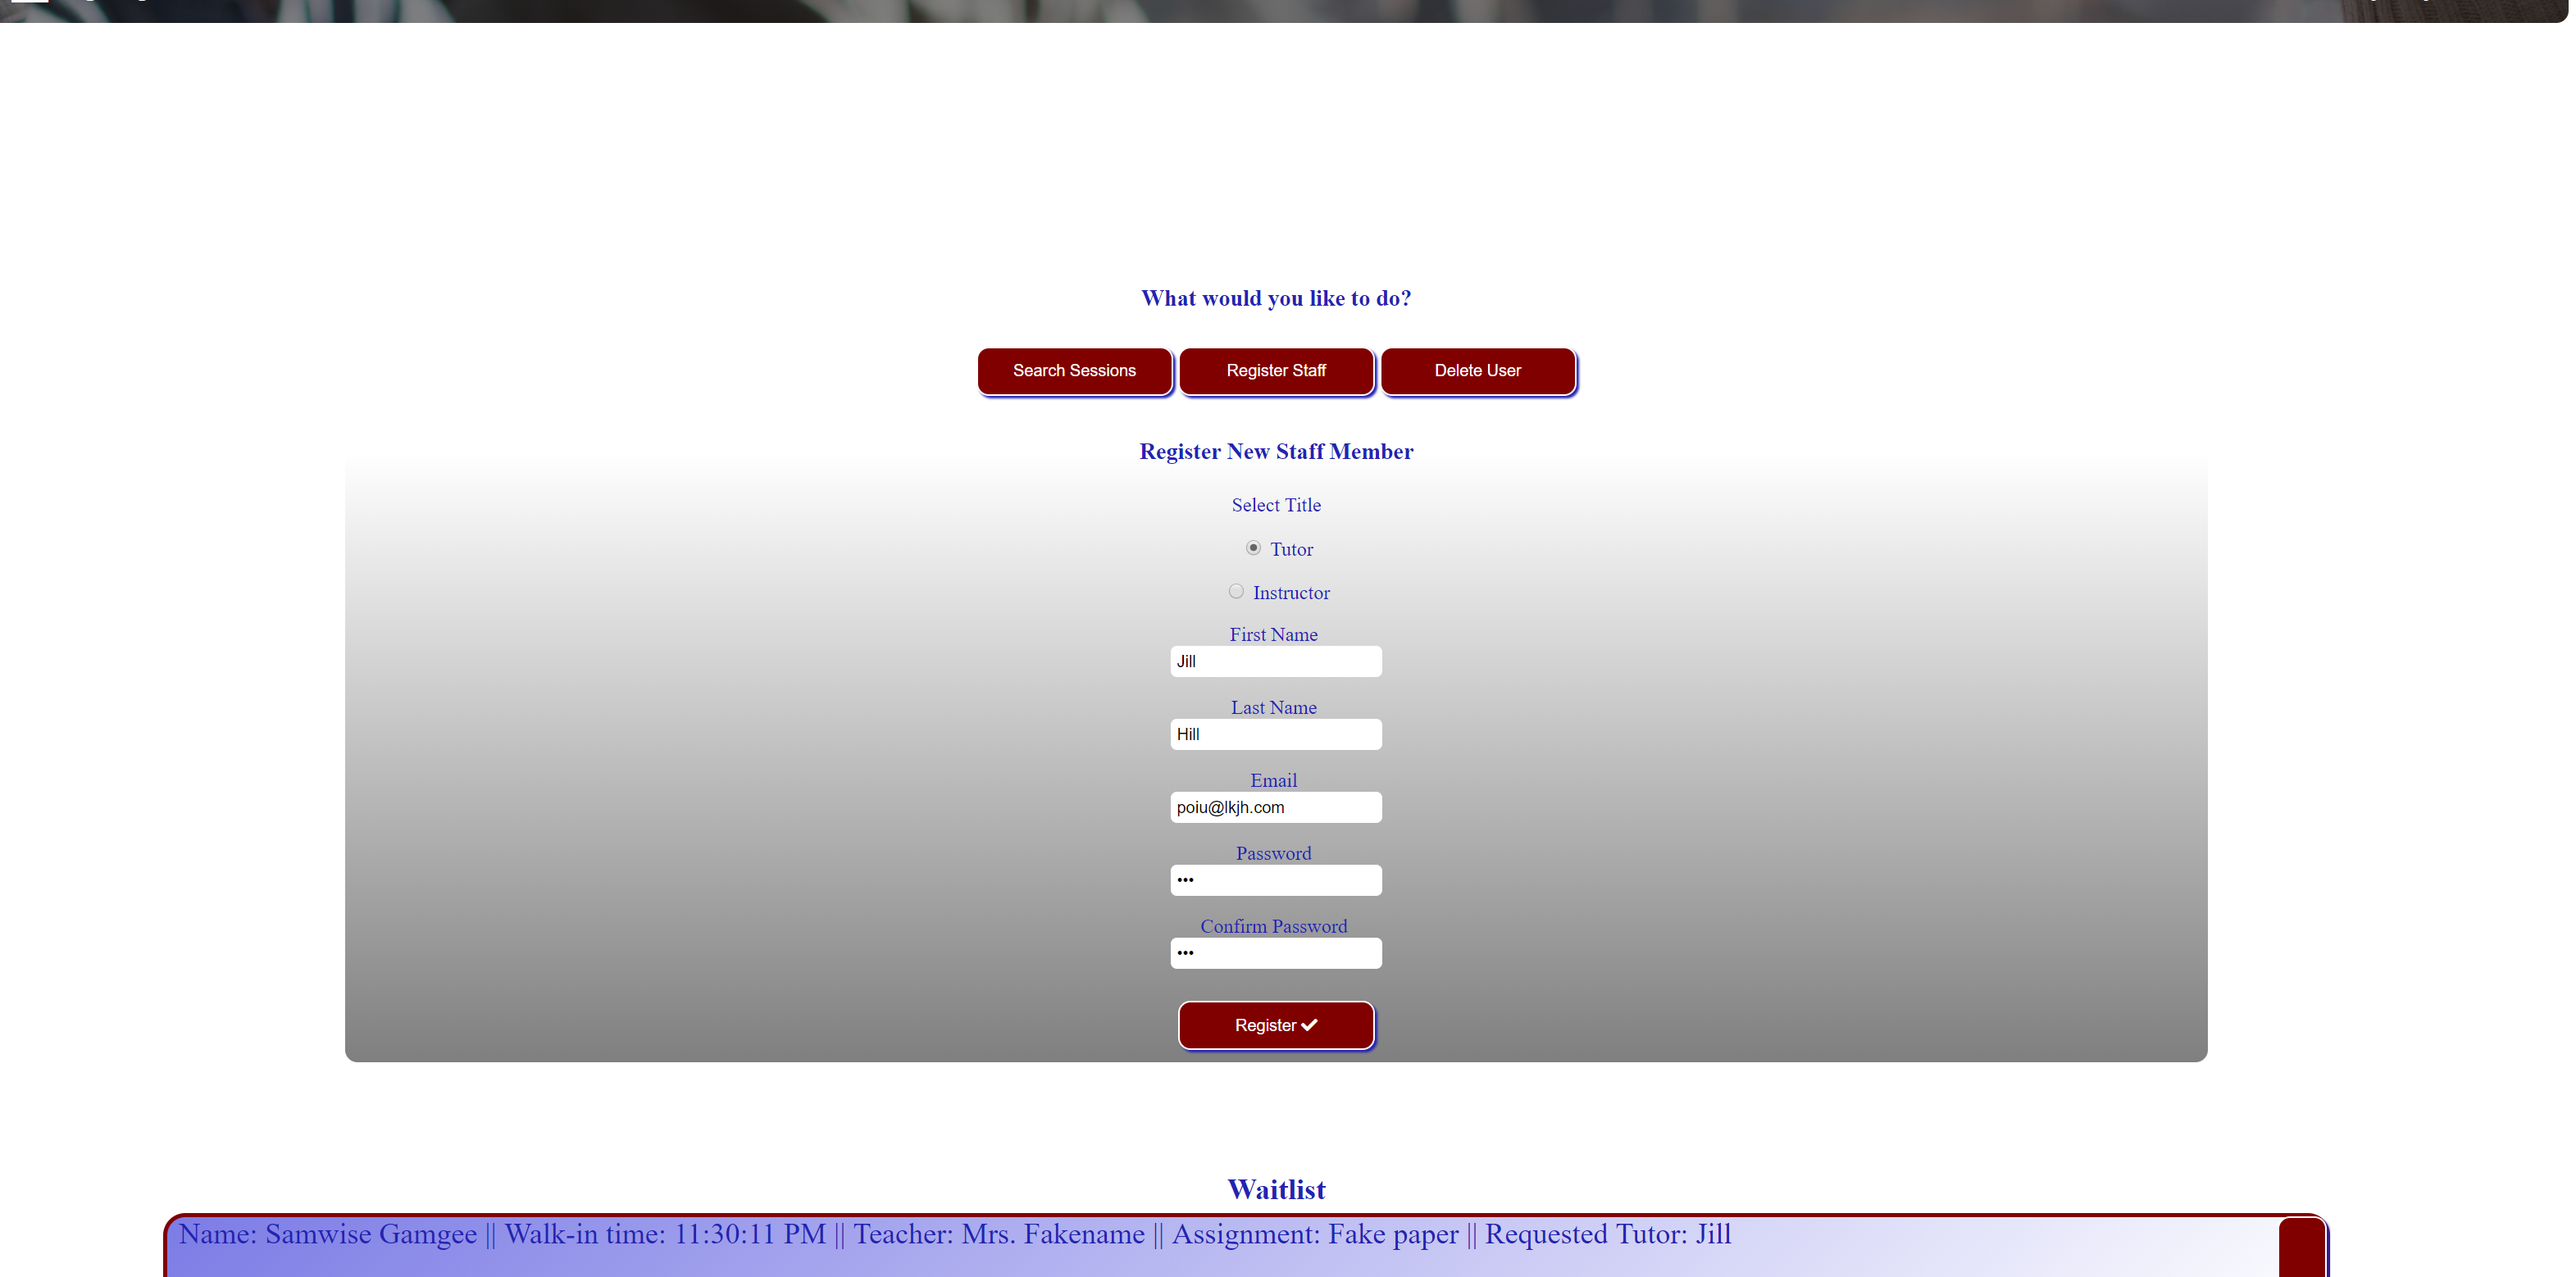 What would you like to do?
Search Sessions Register Staff Delete User
Register New Staff Member
Select Title
Tutor
Instructor
First Name
Jill
Last Name
Hill
Email
poiu@lkjh.com
Password
•••
Confirm Password
•••
Register
Waitlist
Name: Samwise Gamgee || Walk-in time: 11:30:11 PM || Teacher: Mrs. Fakename || Assignment: Fake paper || Requested Tutor: Jill